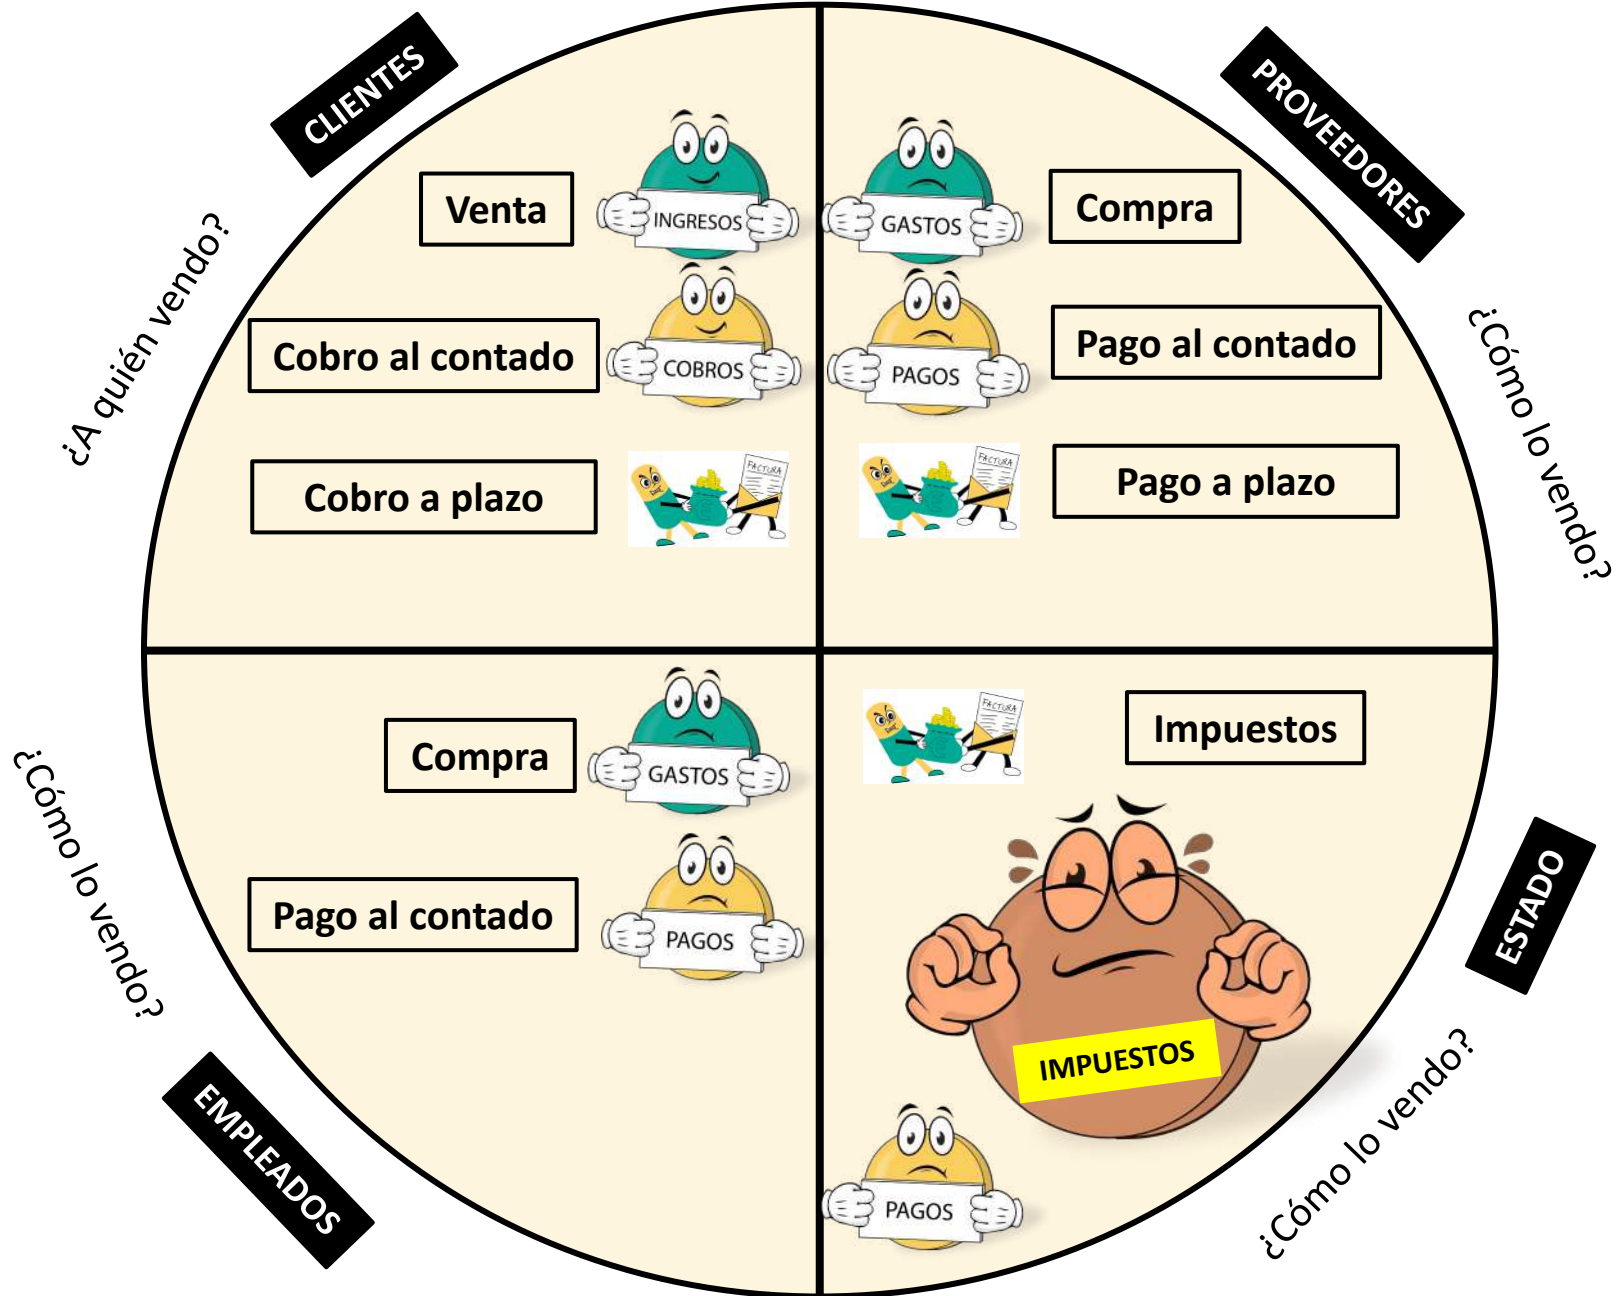 CLIENTES
¿A quién vendo?
Venta
INGRESOS
Cobro al contado
COBROS
Cobro a plazo
FACTURA
PROVEEDORES
¿Cómo lo vendo?
GASTOS
Compra
PAGOS
Pago al contado
FACTURA
Pago a plazo
¿Cómo lo vendo?
EMPLEADOS
Compra
GASTOS
Pago al contado
PAGOS
FACTURA
Impuestos
IMPUESTOS
PAGOS
ESTADO
¿Cómo lo vendo?